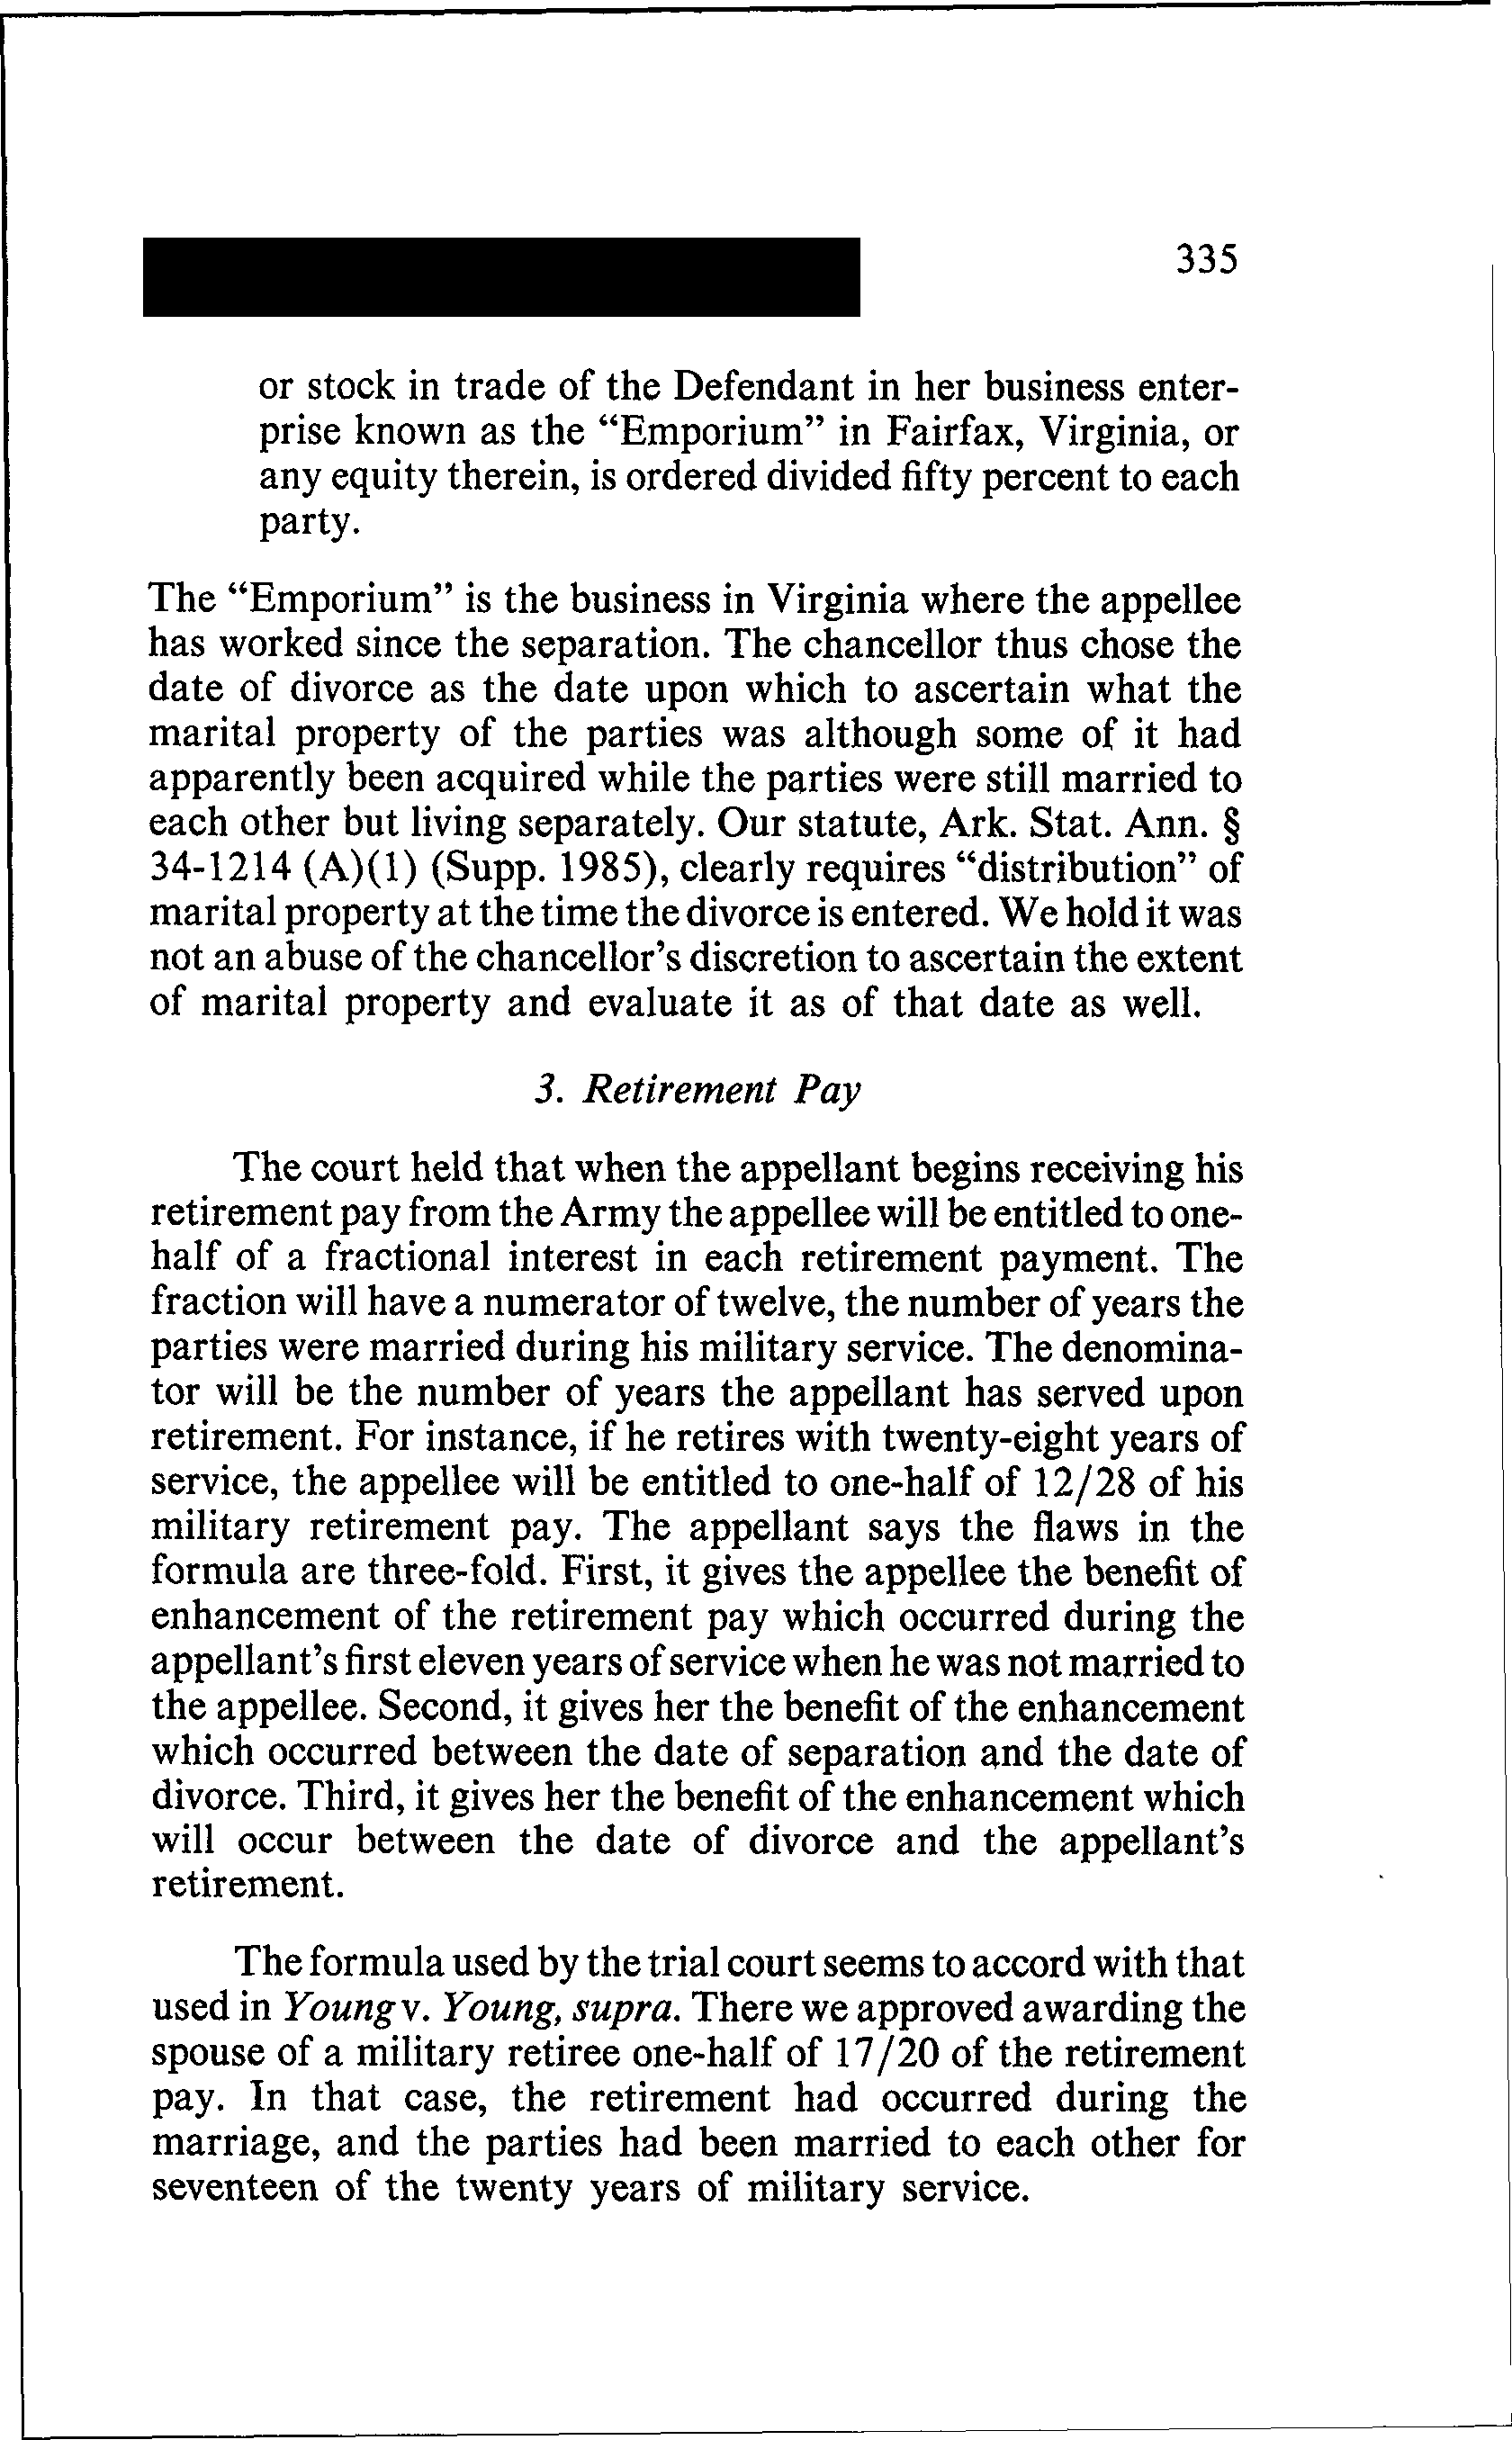 335
or stock in trade of the Defendant in her business enter-
prise known as the “Emporium” in Fairfax, Virginia, or
any equity therein, is ordered divided fifty percent to each
party.
The “Emporium” is the business in Virginia where the appellee
has worked since the separation. The chancellor thus chose the
date of divorce as the date upon which to ascertain what the
marital property of the parties was although some of it had
apparently been acquired while the parties were still married to
each other but living separately. Our statute, Ark. Stat. Ann. §
34-1214 (A)(1) (Supp. 1985), clearly requires “distribution” of
marital property at the time the divorce is entered. We hold it was
not an abuse of the chancellor’s discretion to ascertain the extent
of marital property and evaluate it as of that date as well.
3. Retirement Pay
The court held that when the appellant begins receiving his
retirement pay from the Army the appellee will be entitled to one-
half of a fractional interest in each retirement payment. The
fraction will have a numerator of twelve, the number of years the
parties were married during his military service. The denomina-
tor will be the number of years the appellant has served upon
retirement. For instance, if he retires with twenty-eight years of
service, the appellee will be entitled to one-half of 12/28 of his
military retirement pay. The appellant says the flaws in the
formula are three-fold. First, it gives the appellee the benefit of
enhancement of the retirement pay which occurred during the
appellant’s first eleven years of service when he was not married to
the appellee. Second, it gives her the benefit of the enhancement
which occurred between the date of separation and the date of
divorce. Third, it gives her the benefit of the enhancement which
will occur between the date of divorce and the appellant’s
retirement.
The formula used by the trial court seems to accord with that
used in Young v. Young, supra. There we approved awarding the
spouse of a military retiree one-half of 17/20 of the retirement
pay. In that case, the retirement had occurred during the
marriage, and the parties had been married to each other for
seventeen of the twenty years of military service.